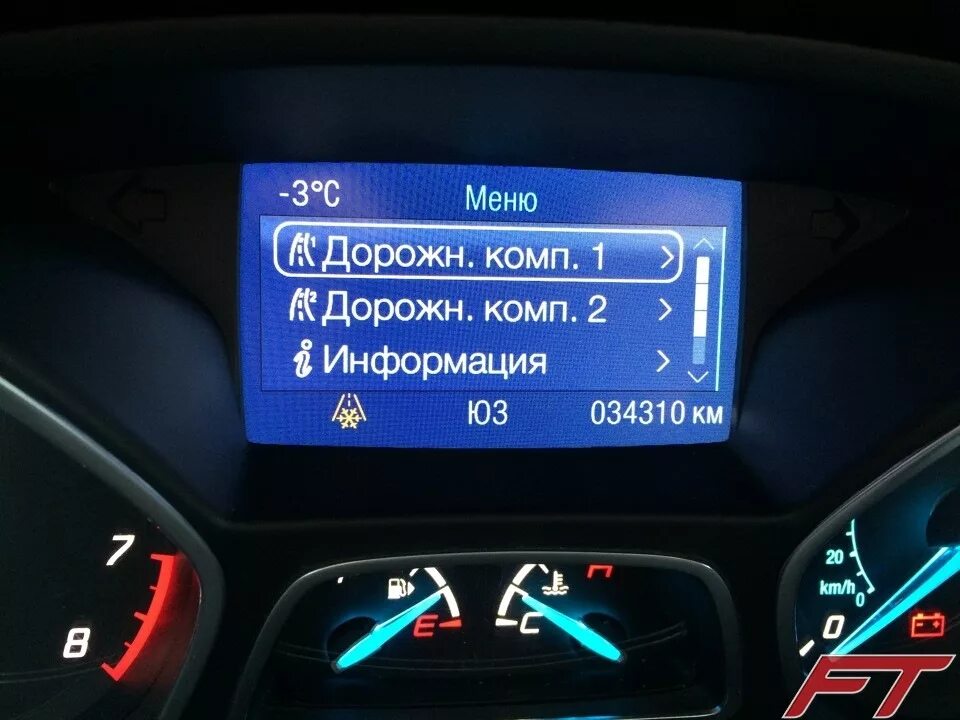 -3°C Меню
Дорожн. комп. 1
Дорожн. комп. 2
Информация
ЮЗ 034310 км
7
8
E
C
20
km/h 0
0
FT